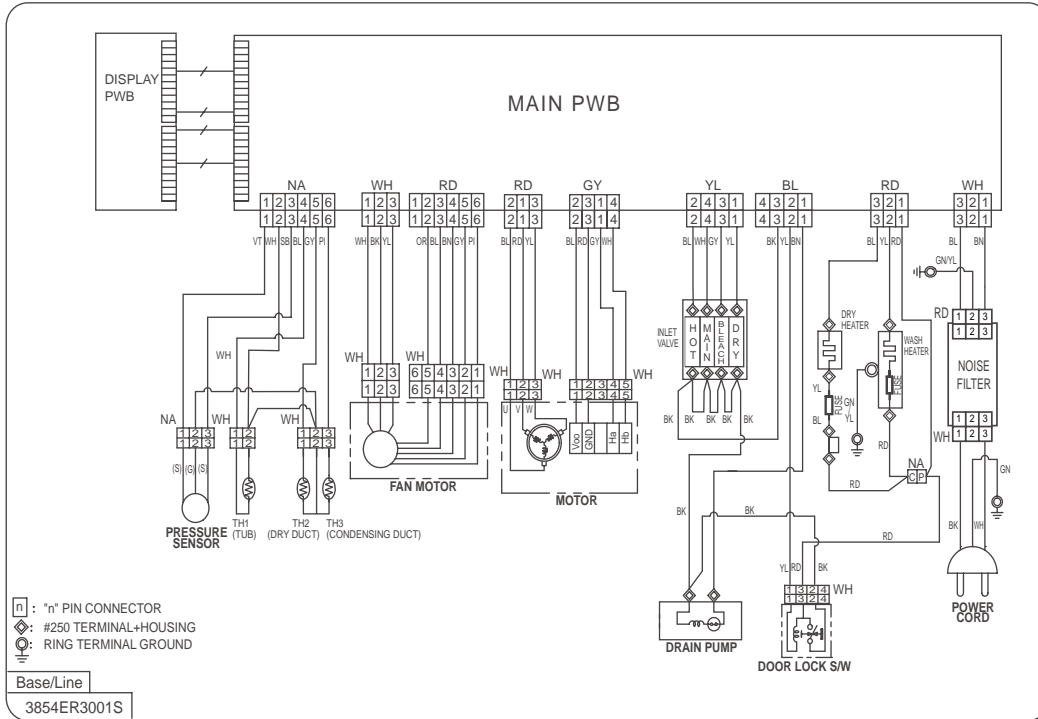 DISPLAY
PWB
MAIN PWB
NA WH RD RD GY YL BL RD WH
1 2 3 4 5 6 1 2 3 1 2 3 4 5 6 2 1 3 2 3 1 4 2 4 3 1 4 3 2 1 3 2 1 3 2 1
1 2 3 4 5 6 1 2 3 1 2 3 4 5 6 2 1 3 2 3 1 4 2 4 3 1 4 3 2 1 3 2 1 3 2 1
VT WH SB BL GY PI WH BK YL OR BL BN GY PI BL RD YL BL RD GY WH BL WH GY YL BK YL BN BL YL RD BL BN
GN/YL
WH
INLET
VALVE
HOT
MAIN
BLEACH
DRY
BK BK BK BK BK
DRY
HEATER
YL
FUSE
BL
GN/YL
WASH
HEATER
FUSE
RD
RD
NA
C P
RD
RD
1 2 3
1 2 3
NOISE
FILTER
WH
1 2 3
1 2 3
GN
BK WH
POWER
CORD
WH WH
1 2 3 6 5 4 3 2 1
1 2 3 6 5 4 3 2 1
FAN MOTOR
WH WH
1 2 3 1 2 3 4 5
1 2 3 1 2 3 4 5
U V W
Voo
GND
Ha
Hb
MOTOR
NA WH WH
1 2 3 1 2 1 2 3
1 2 3 1 2 1 2 3
(S) (G) (S)
PRESSURE
SENSOR
TH1
(TUB)
TH2
(DRY DUCT)
TH3
(CONDENSING DUCT)
BK BK
DRAIN PUMP
YL RD BK
1 3 2 4 WH
1 3 2 4
DOOR LOCK S/W
n : "n" PIN CONNECTOR
: #250 TERMINAL+HOUSING
: RING TERMINAL GROUND
Base/Line
3854ER3001S